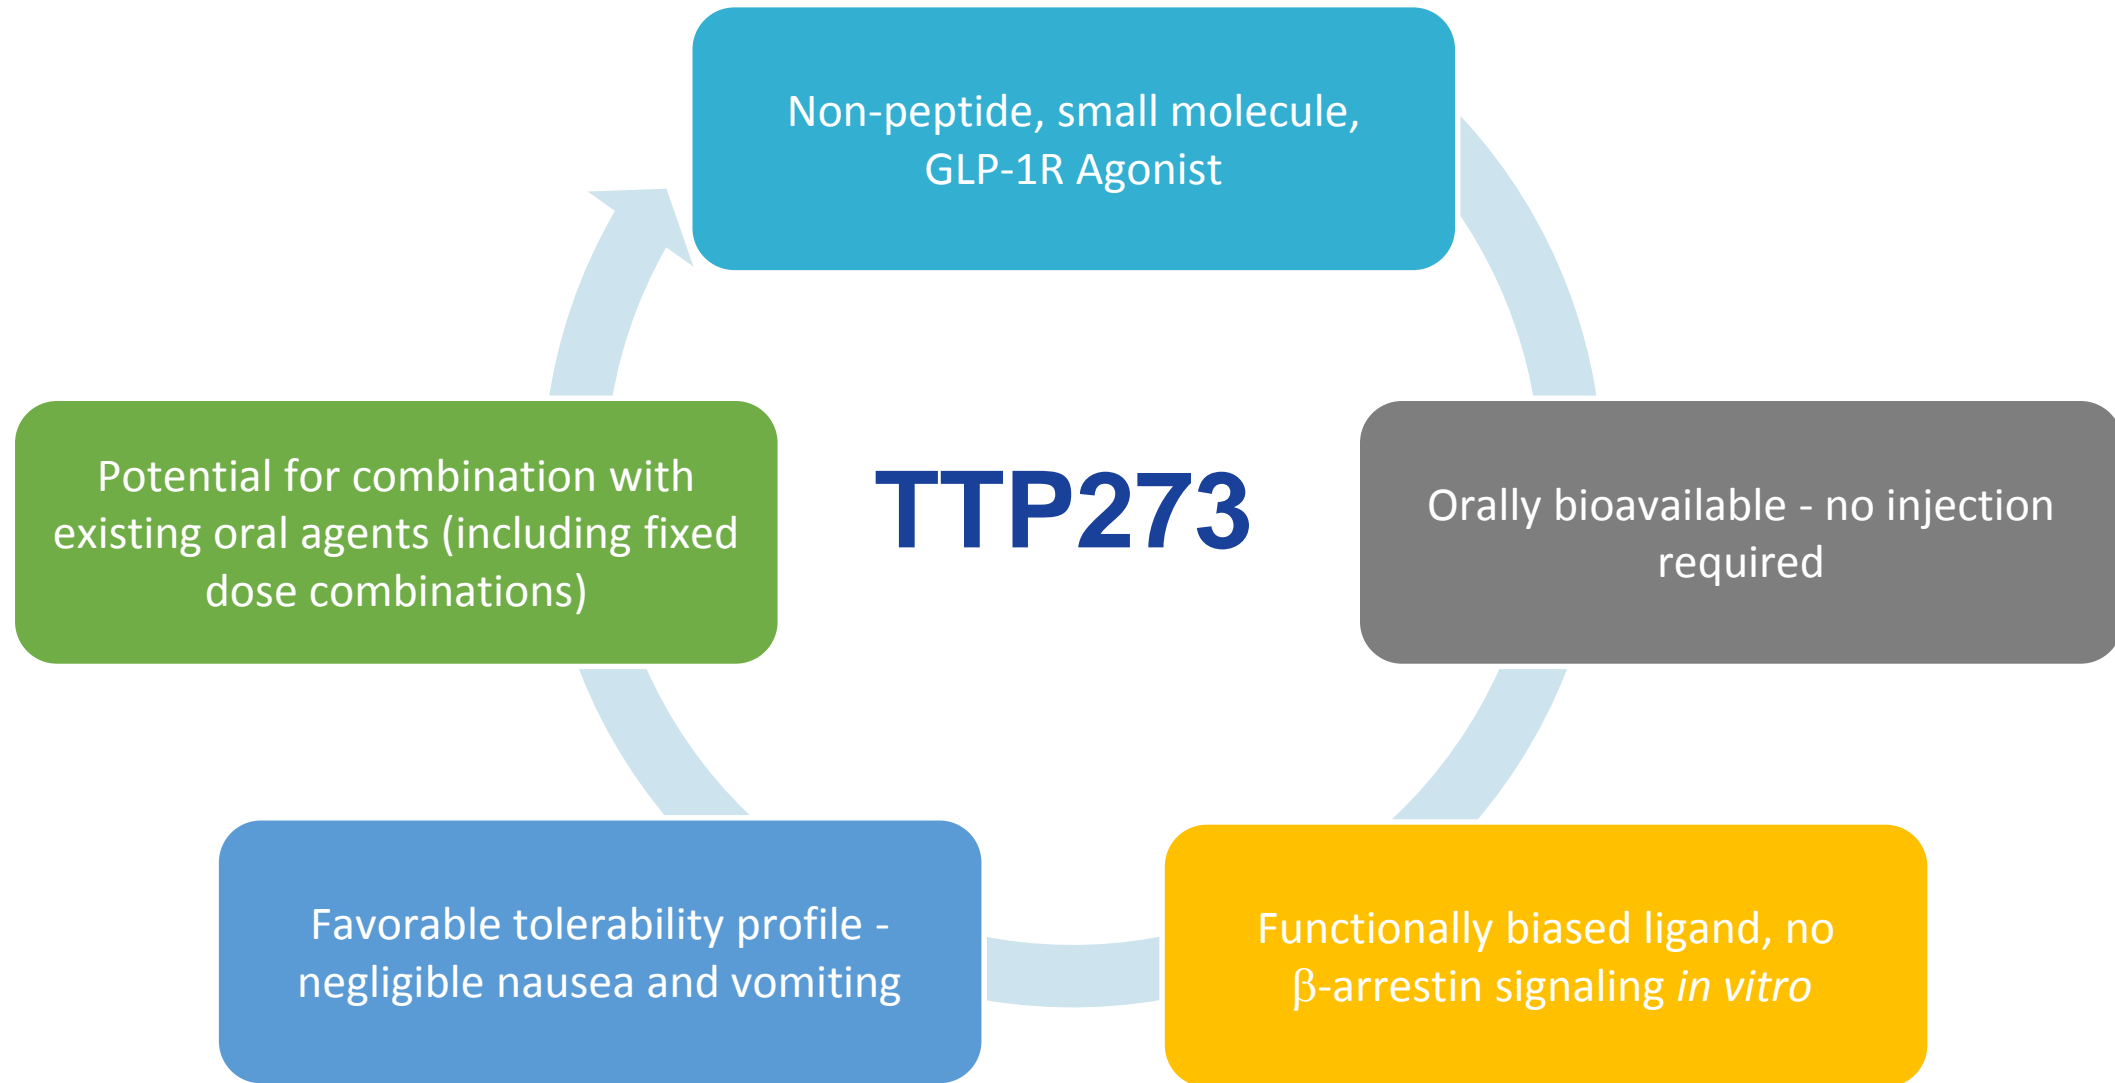 Non-peptide, small molecule,
GLP-1R Agonist
TTP273
Orally bioavailable - no injection
required
Functionally biased ligand, no
β-arrestin signaling in vitro
Favorable tolerability profile -
negligible nausea and vomiting
Potential for combination with
existing oral agents (including fixed
dose combinations)